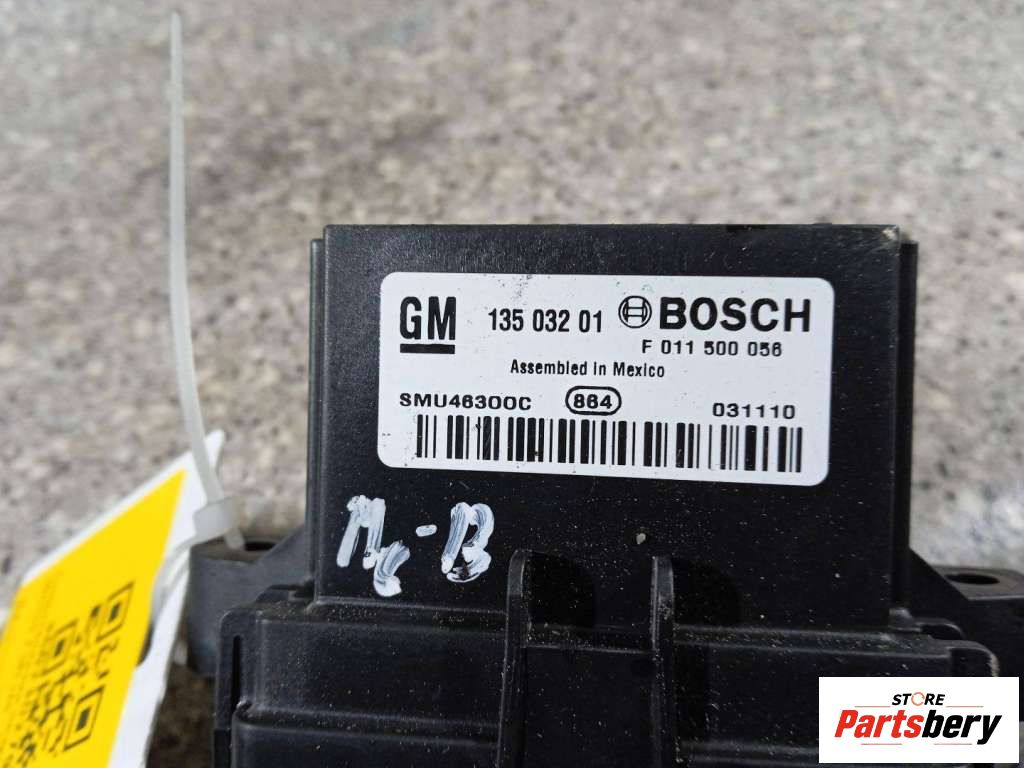 GM 135 032 01 BOSCH
F 011 500 056
Assembled in Mexico
SMU46300C 864 031110
STORE
Partsbery